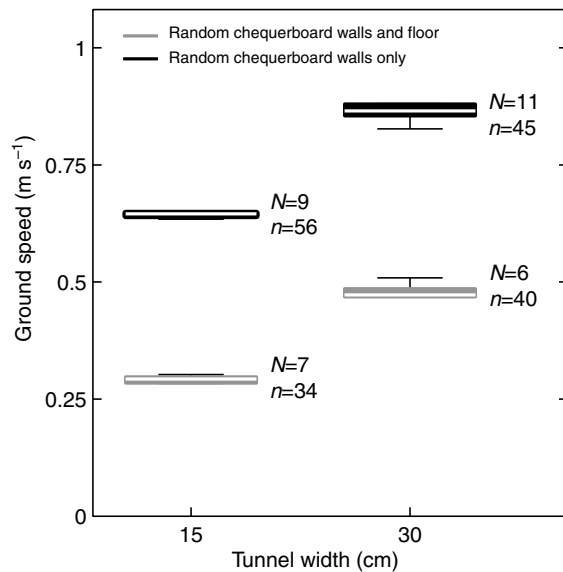 Random chequerboard walls and floor
Random chequerboard walls only
1
0.75
0.5
0.25
0
Ground speed (m s⁻¹)
N=11
n=45
N=9
n=56
N=6
n=40
N=7
n=34
15
30
Tunnel width (cm)